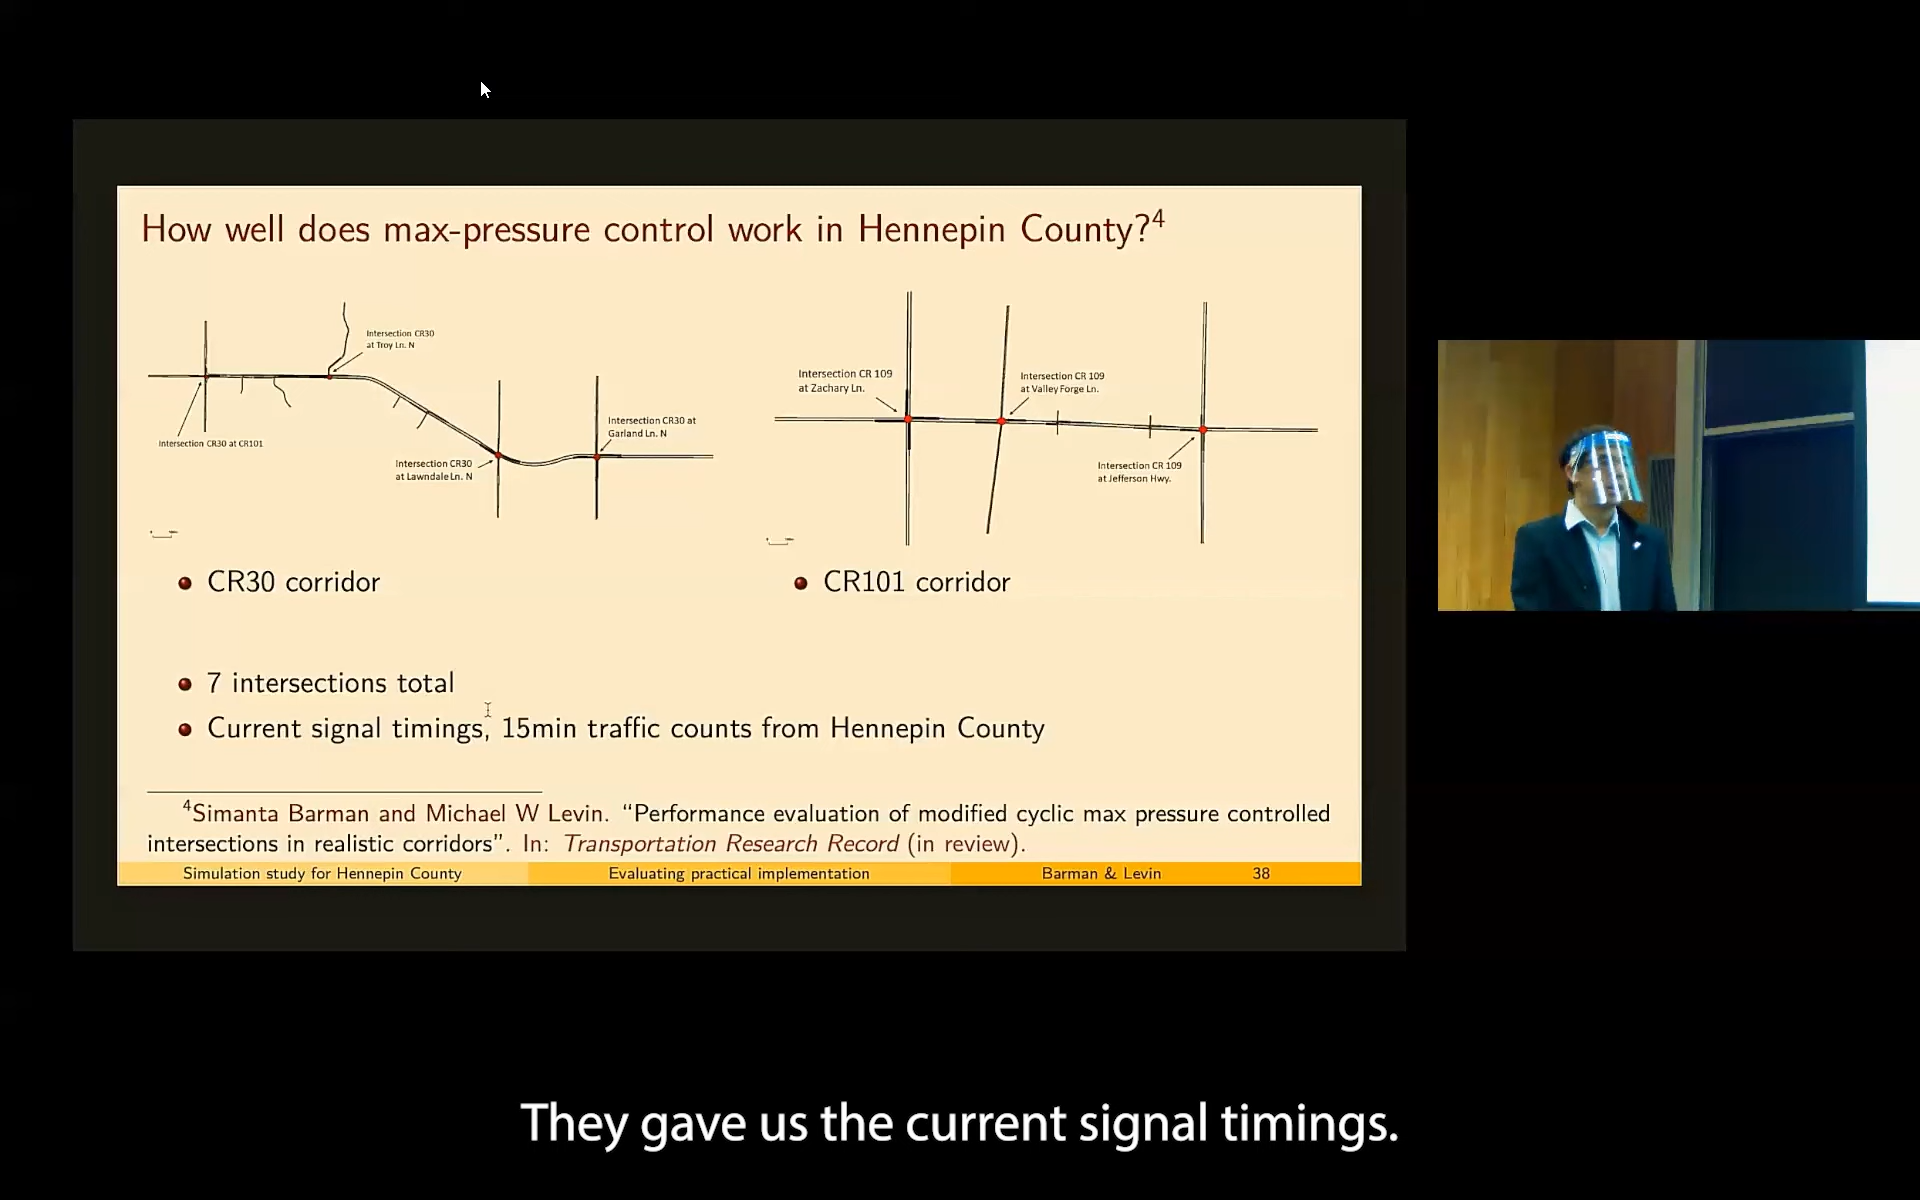 How well does max-pressure control work in Hennepin County?⁴
Intersection CR30
at Troy Ln. N
Intersection CR30 at CR101
Intersection CR30
at Lawndale Ln. N
Intersection CR30 at
Garland Ln. N
Intersection CR 109
at Zachary Ln.
Intersection CR 109
at Valley Forge Ln.
Intersection CR 109
at Jefferson Hwy.
CR30 corridor
CR101 corridor
7 intersections total
Current signal timings, 15min traffic counts from Hennepin County
⁴Simanta Barman and Michael W Levin. “Performance evaluation of modified cyclic max pressure controlled
intersections in realistic corridors”. In: Transportation Research Record (in review).
Simulation study for Hennepin County
Evaluating practical implementation
Barman & Levin
38
They gave us the current signal timings.